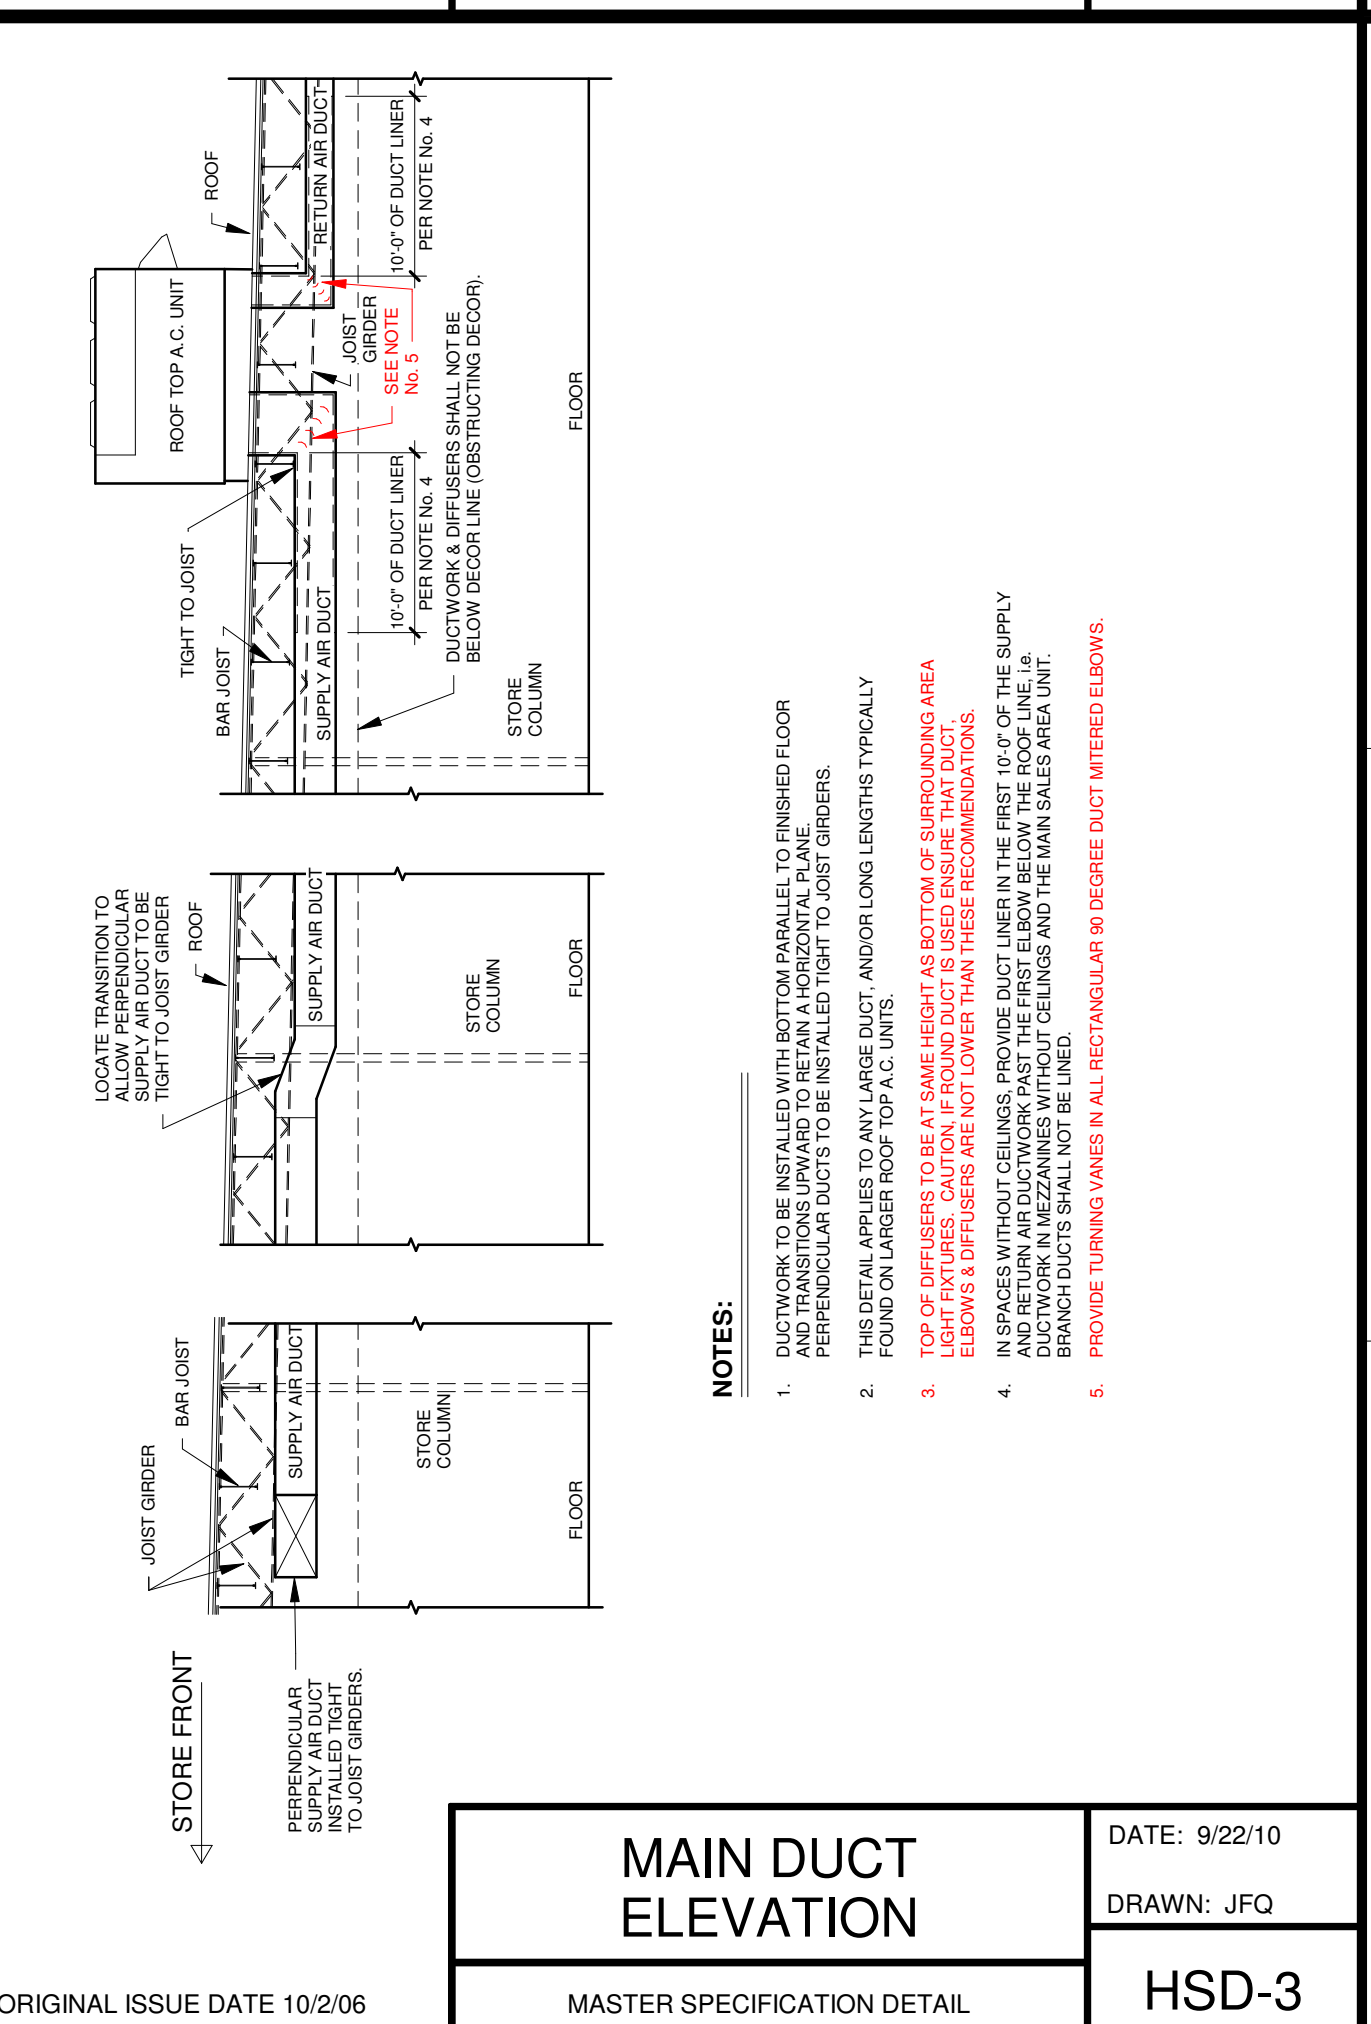 STORE FRONT
PERPENDICULAR
SUPPLY AIR DUCT
INSTALLED TIGHT
TO JOIST GIRDERS.
JOIST GIRDER
BAR JOIST
SUPPLY AIR DUCT
STORE
COLUMN
FLOOR
LOCATE TRANSITION TO
ALLOW PERPENDICULAR
SUPPLY AIR DUCT TO BE
TIGHT TO JOIST GIRDER
ROOF
SUPPLY AIR DUCT
STORE
COLUMN
FLOOR
TIGHT TO JOIST
BAR JOIST
SUPPLY AIR DUCT
ROOF TOP A.C. UNIT
ROOF
RETURN AIR DUCT
JOIST
GIRDER
SEE NOTE
No. 5
10'-0" OF DUCT LINER
PER NOTE No. 4
10'-0" OF DUCT LINER
PER NOTE No. 4
DUCTWORK & DIFFUSERS SHALL NOT BE
BELOW DECOR LINE (OBSTRUCTING DECOR).
STORE
COLUMN
FLOOR
NOTES:
1. DUCTWORK TO BE INSTALLED WITH BOTTOM PARALLEL TO FINISHED FLOOR
AND TRANSITIONS UPWARD TO RETAIN A HORIZONTAL PLANE.
PERPENDICULAR DUCTS TO BE INSTALLED TIGHT TO JOIST GIRDERS.
2. THIS DETAIL APPLIES TO ANY LARGE DUCT, AND/OR LONG LENGTHS TYPICALLY
FOUND ON LARGER ROOF TOP A.C. UNITS.
3. TOP OF DIFFUSERS TO BE AT SAME HEIGHT AS BOTTOM OF SURROUNDING AREA
LIGHT FIXTURES. CAUTION, IF ROUND DUCT IS USED ENSURE THAT DUCT,
ELBOWS & DIFFUSERS ARE NOT LOWER THAN THESE RECOMMENDATIONS.
4. IN SPACES WITHOUT CEILINGS, PROVIDE DUCT LINER IN THE FIRST 10'-0" OF THE SUPPLY
AND RETURN AIR DUCTWORK PAST THE FIRST ELBOW BELOW THE ROOF LINE, i.e.
DUCTWORK IN MEZZANINES WITHOUT CEILINGS AND THE MAIN SALES AREA UNIT.
BRANCH DUCTS SHALL NOT BE LINED.
5. PROVIDE TURNING VANES IN ALL RECTANGULAR 90 DEGREE DUCT MITERED ELBOWS.
MAIN DUCT
ELEVATION
DATE: 9/22/10
DRAWN: JFQ
ORIGINAL ISSUE DATE 10/2/06
MASTER SPECIFICATION DETAIL
HSD-3